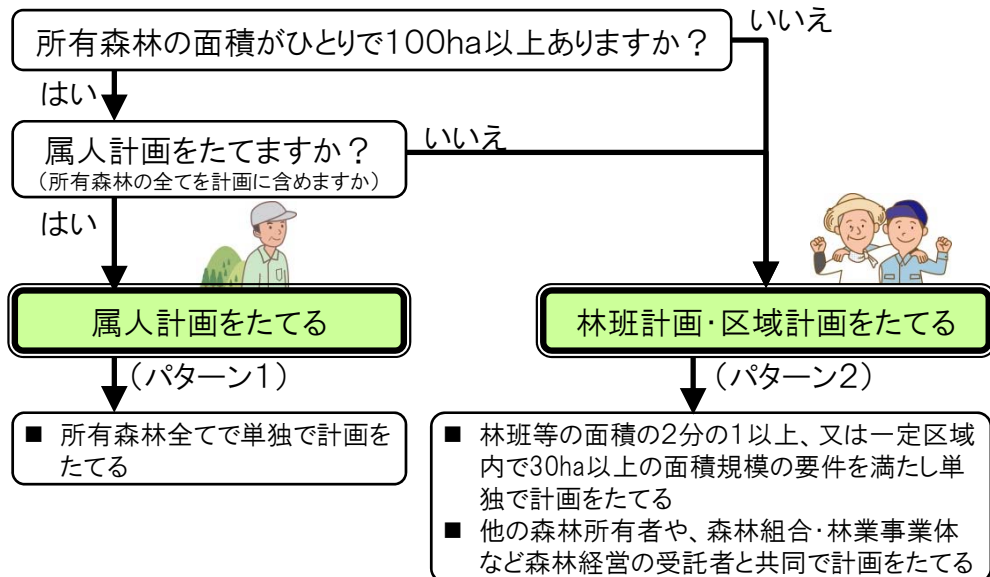 所有森林の面積がひとりで100ha以上ありますか?
いいえ
はい
属人計画をたてますか?
(所有森林の全てを計画に含めますか)
いいえ
はい
属人計画をたてる
林班計画・区域計画をたてる
(パターン1)
(パターン2)
■ 所有森林全てで単独で計画を
たてる
■ 林班等の面積の2分の1以上、又は一定区域
内で30ha以上の面積規模の要件を満たし単
独で計画をたてる
■ 他の森林所有者や、森林組合・林業事業体
など森林経営の受託者と共同で計画をたてる